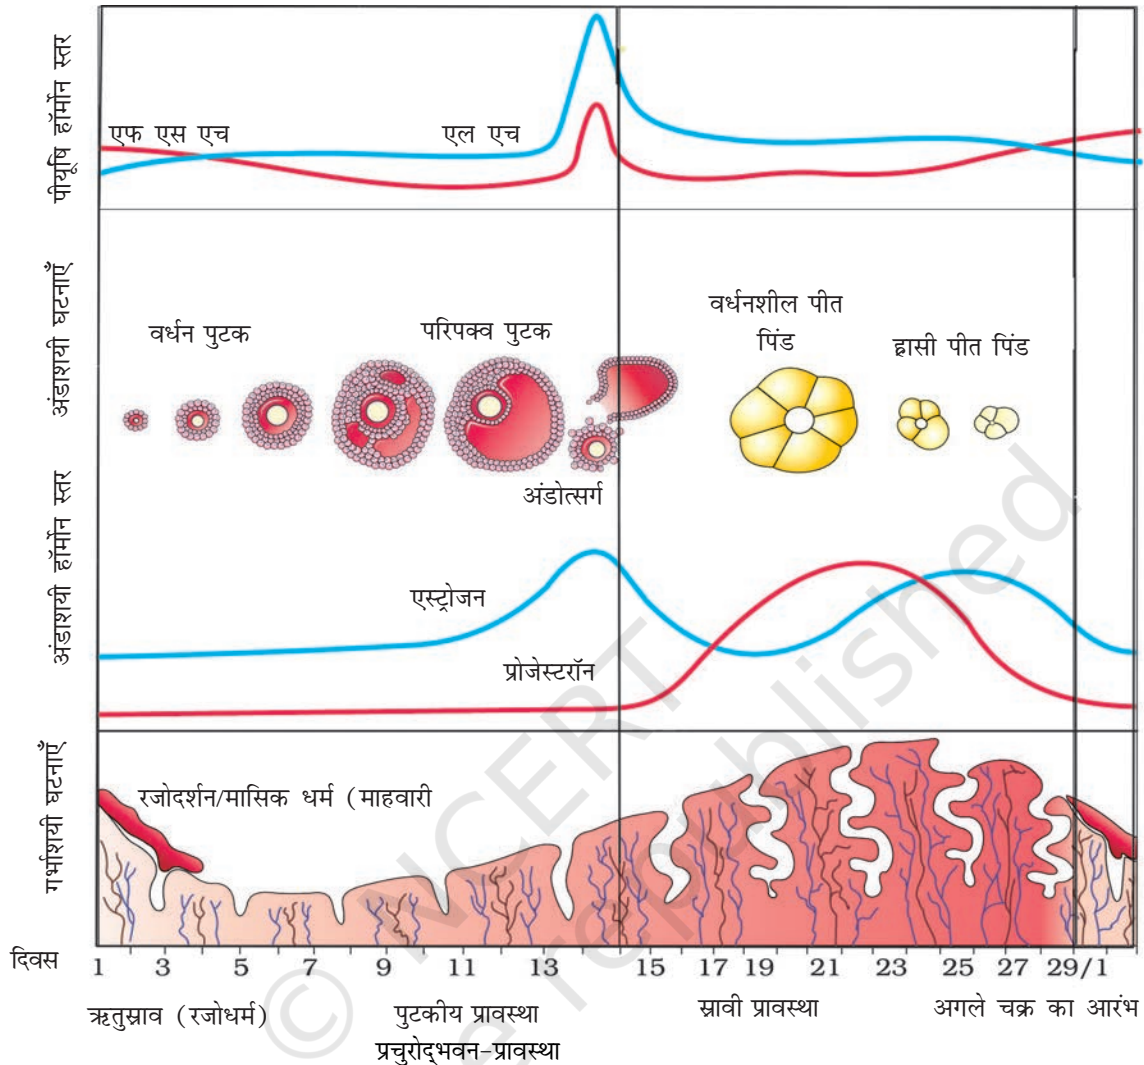 पीयूषि हॉर्मोन स्तर
एफ एस एच
एल एच
अंडाशयी घटनाएँ
वर्धन पुटक
परिपक्व पुटक
वर्धनशील पीत
पिंड
ह्रासी पीत पिंड
अंडोत्सर्ग
अंडाशयी हॉर्मोन स्तर
एस्ट्रोजन
प्रोजेस्टरॉन
गर्भाशयी घटनाएँ
रजोदर्शन/मासिक धर्म (माहवारी
दिवस 1 3 5 7 9 11 13 15 17 19 21 23 25 27 29/1
ऋतुस्राव (रजोधर्म)
पुटकीय प्रावस्था
प्रचुरोद्भवन-प्रावस्था
स्रावी प्रावस्था
अगले चक्र का आरंभ
© NCERT
republished